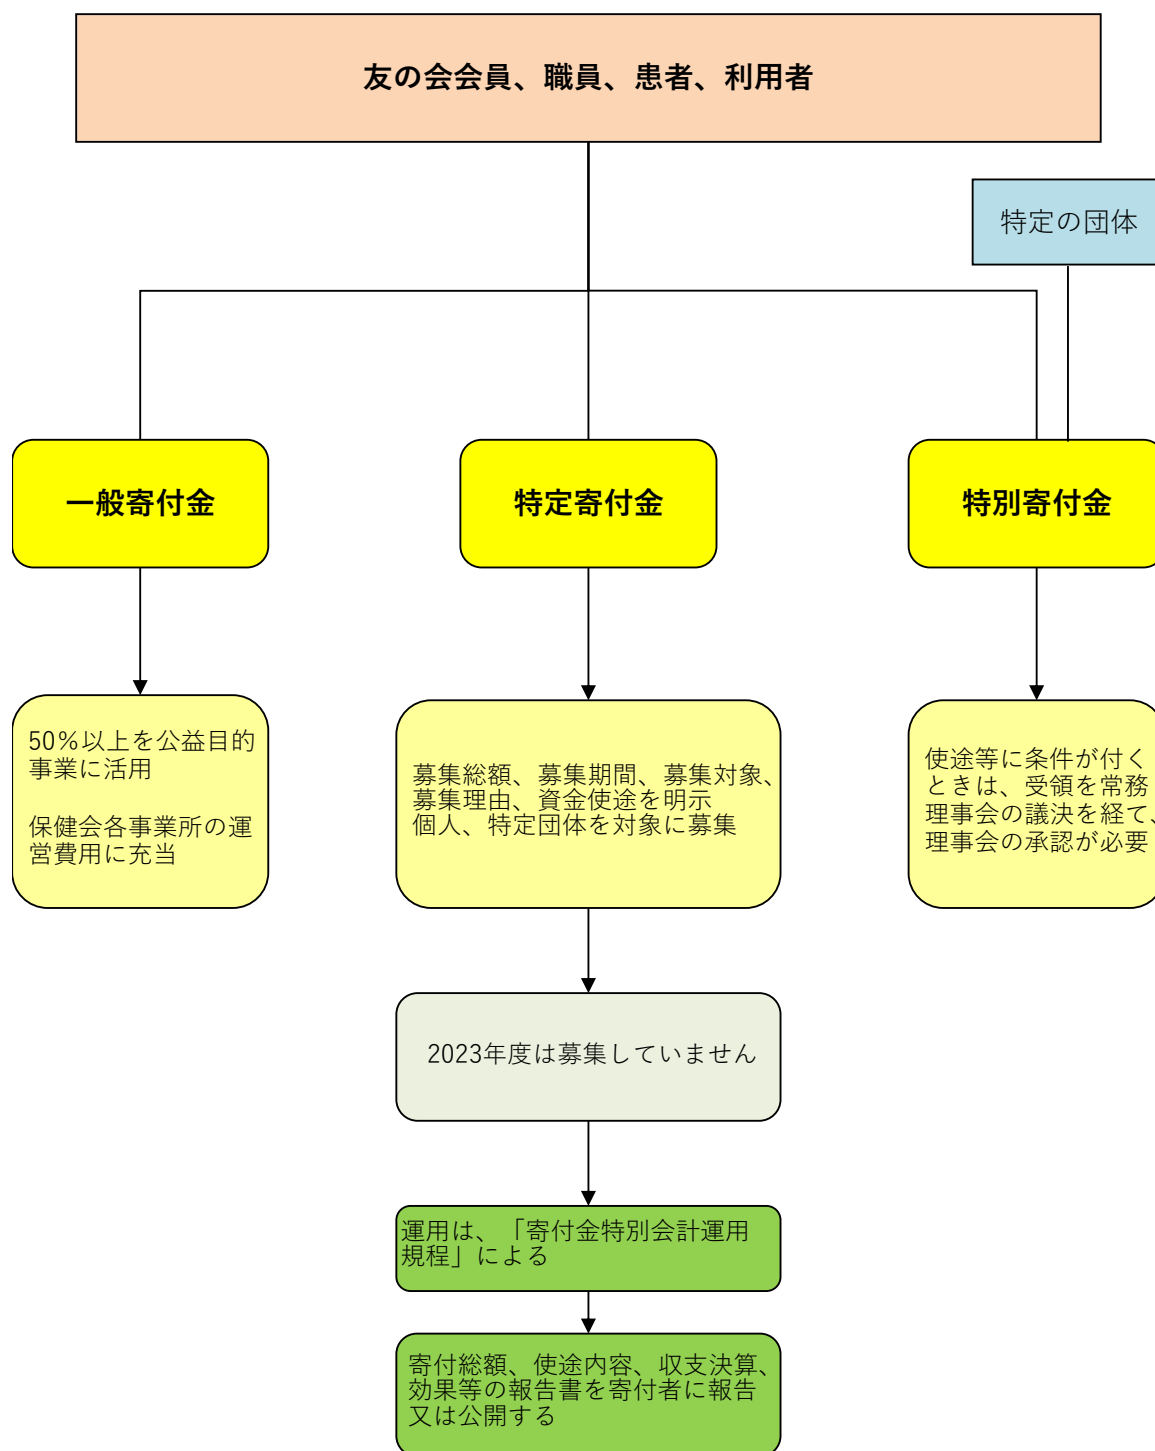 友の会会員、職員、患者、利用者
特定の団体
一般寄付金
特定寄付金
特別寄付金
50%以上を公益目的
事業に活用
保健会各事業所の運
営費用に充当
募集総額、募集期間、募集対象、
募集理由、資金使途を明示
個人、特定団体を対象に募集
使途等に条件が付く
ときは、受領を常務
理事会の議決を経て、
理事会の承認が必要
2023年度は募集していません
運用は、「寄付金特別会計運用
規程」による
寄付総額、使途内容、収支決算、
効果等の報告書を寄付者に報告
又は公開する